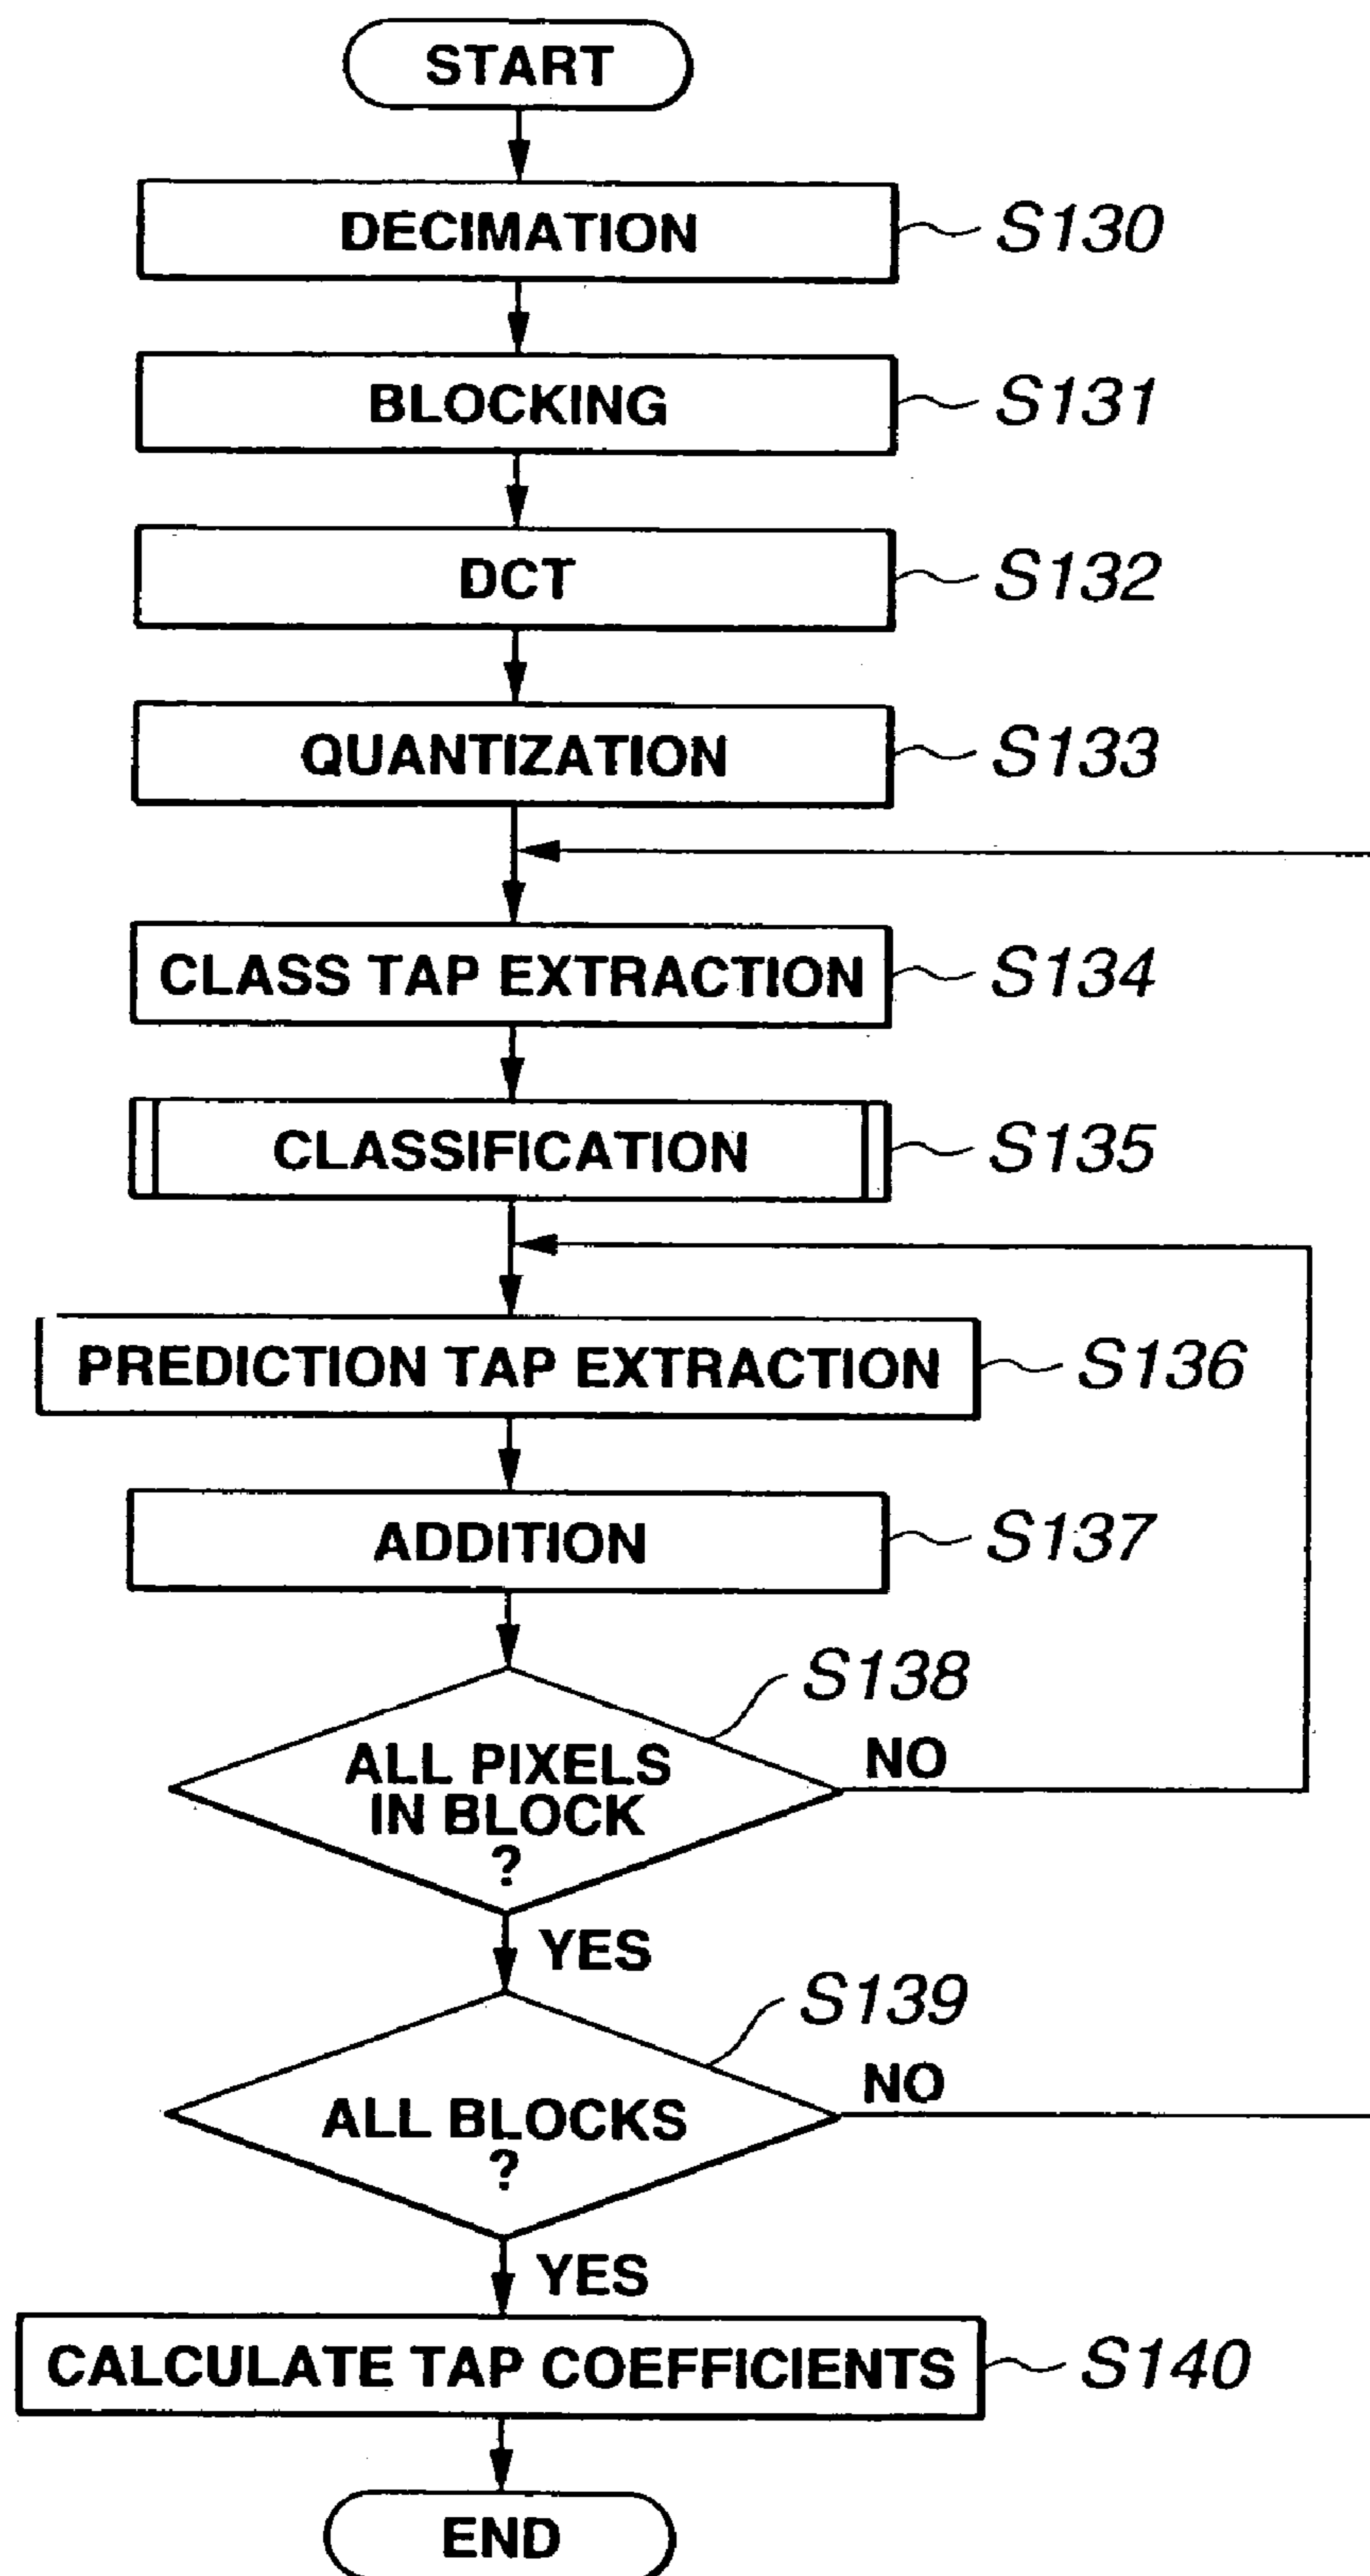 START
DECIMATION
S130
BLOCKING
S131
DCT
S132
QUANTIZATION
S133
CLASS TAP EXTRACTION
S134
CLASSIFICATION
S135
PREDICTION TAP EXTRACTION
S136
ADDITION
S137
S138
ALL PIXELS
IN BLOCK
?
NO
YES
S139
ALL BLOCKS
?
NO
YES
CALCULATE TAP COEFFICIENTS
S140
END